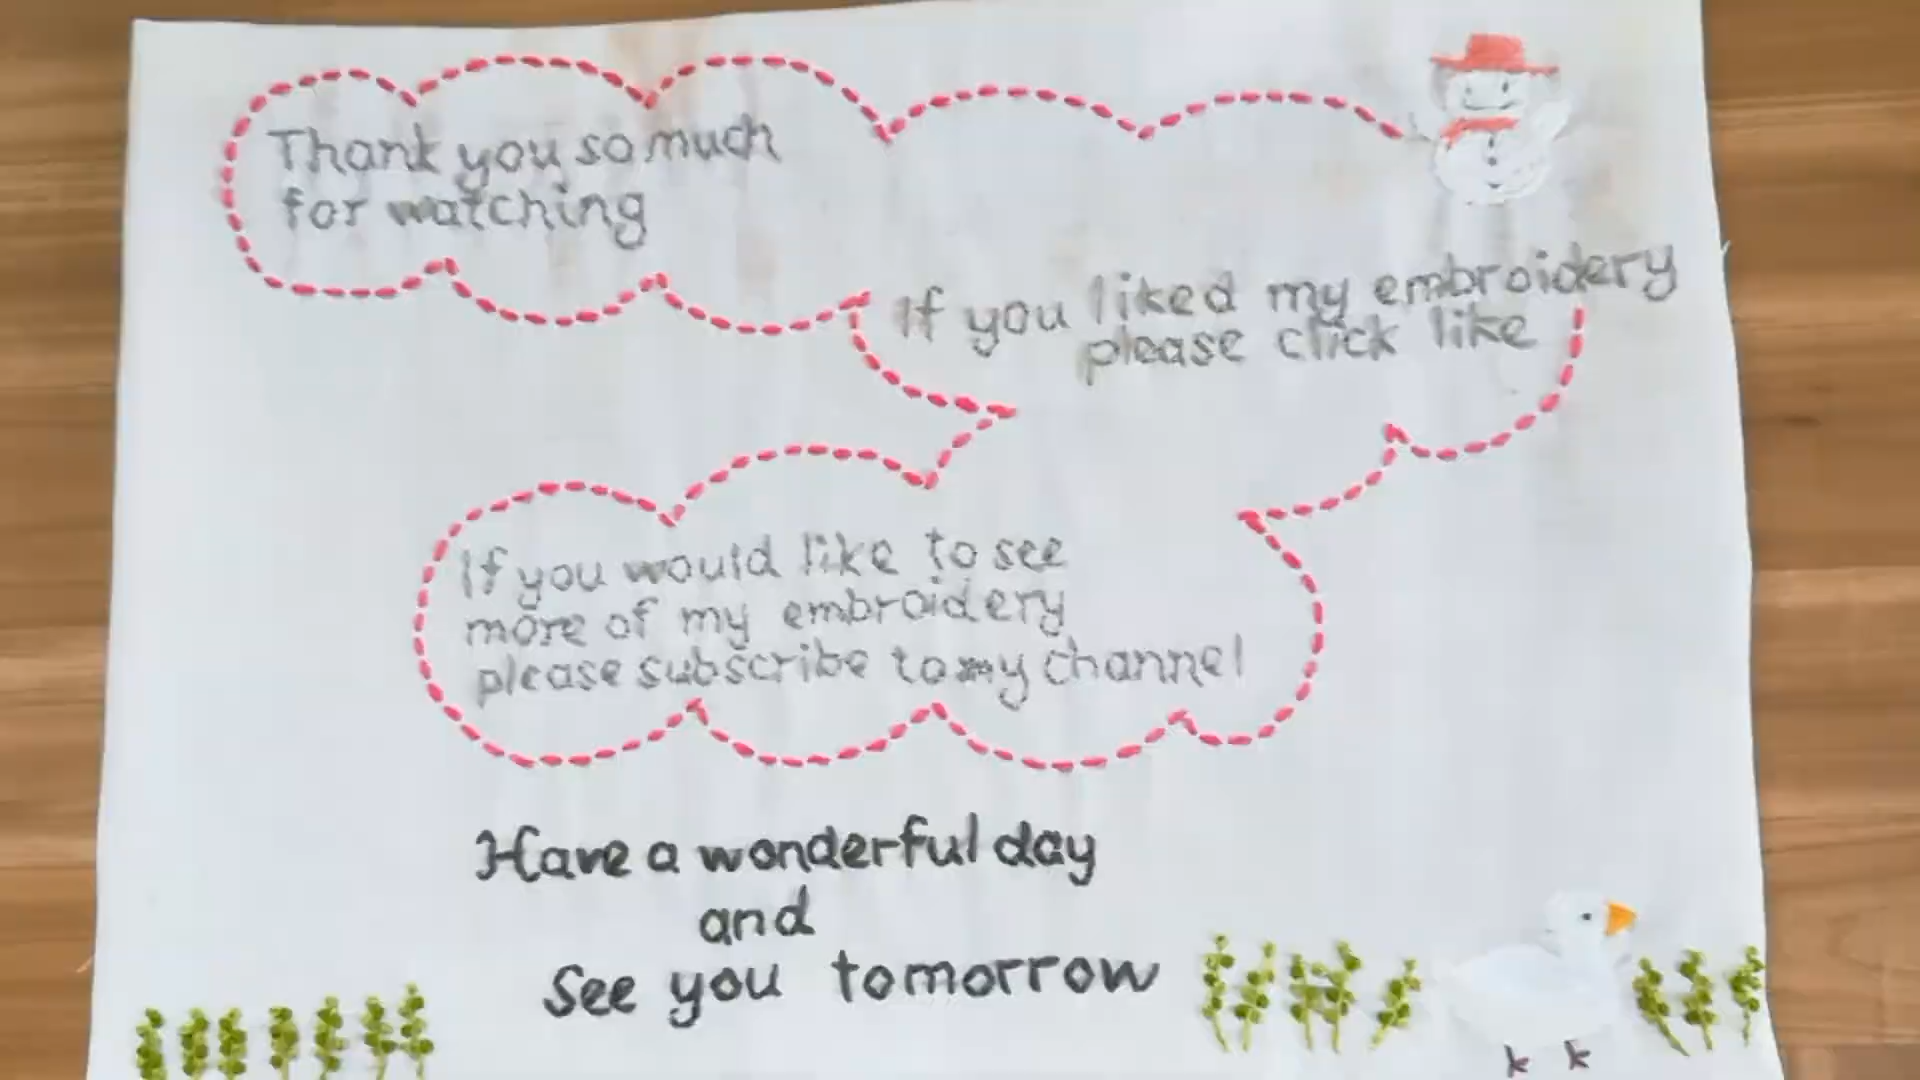 Thank you so much
for watching
If you liked my embroidery
please click like
If you would like to see
more of my embroidery
please subscribe to my channel
Have a wonderful day
and
See you tomorrow